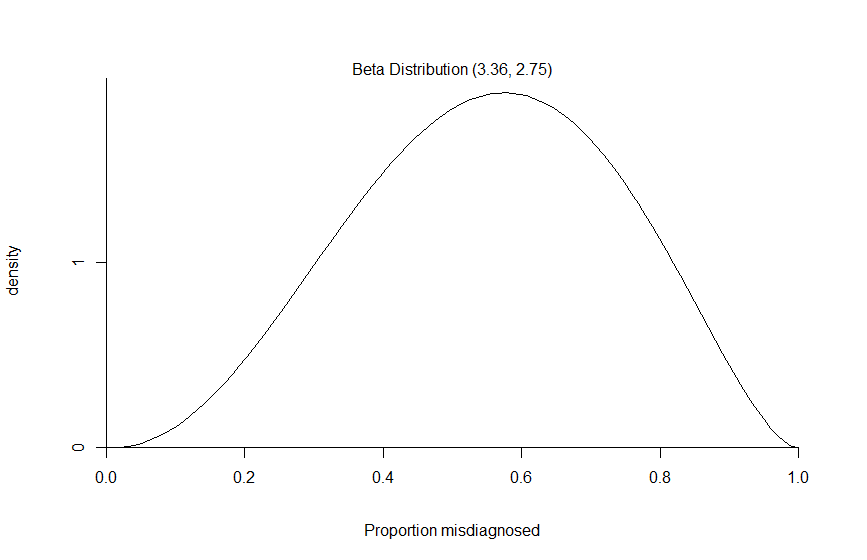 Beta Distribution (3.36, 2.75)
density
1
0
0.0 0.2 0.4 0.6 0.8 1.0
Proportion misdiagnosed